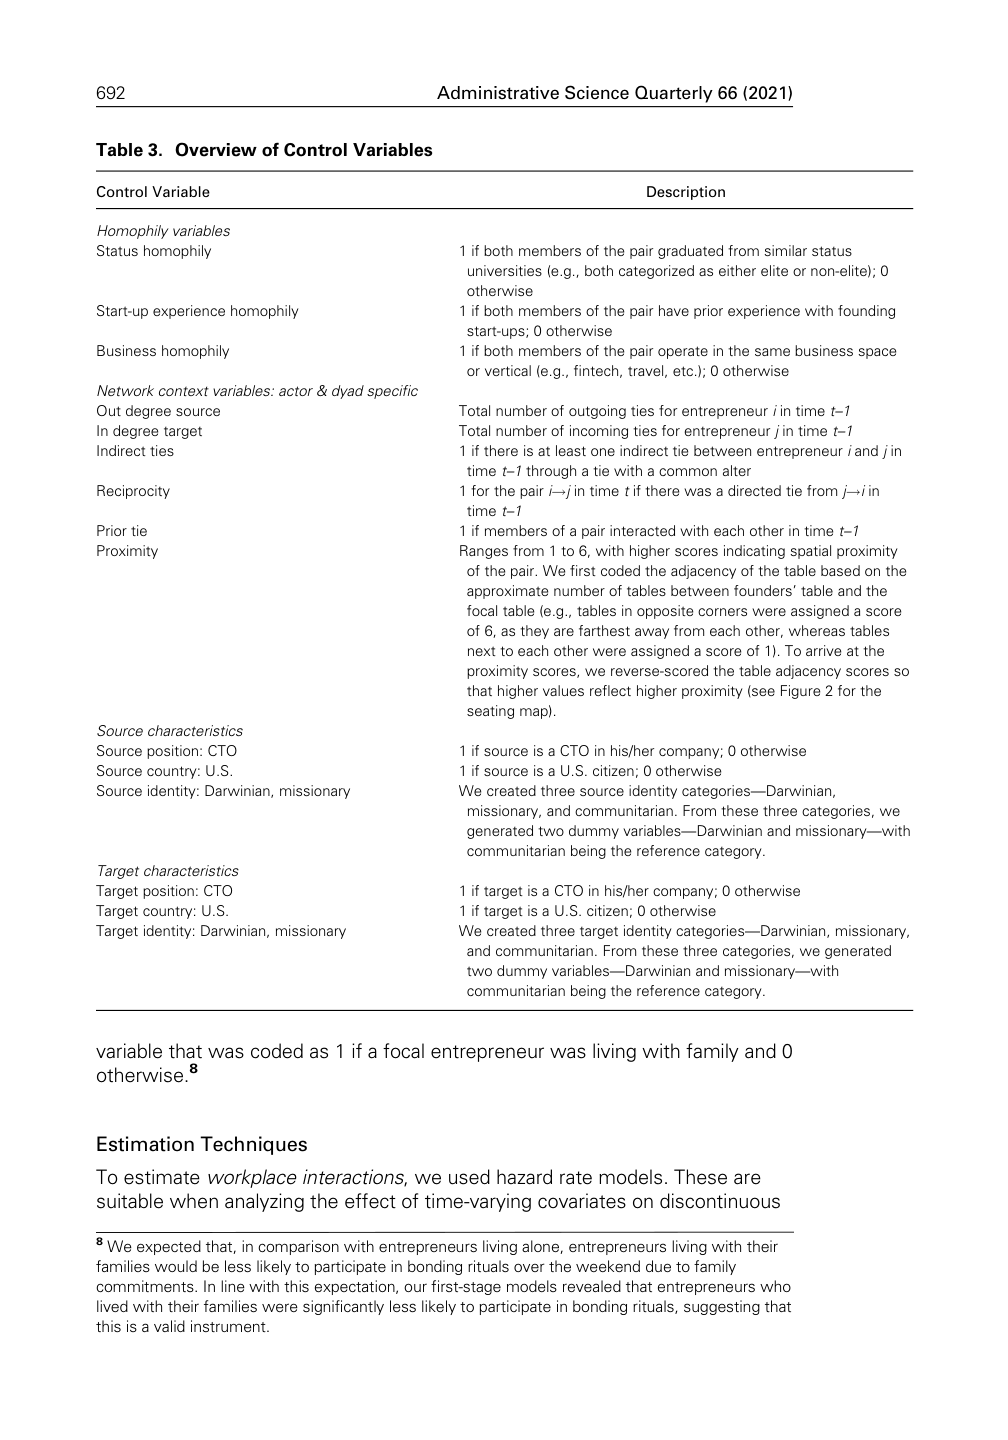 692
Administrative Science Quarterly 66 (2021)
Table 3. Overview of Control Variables
Control Variable
Description
Homophily variables
Status homophily
1 if both members of the pair graduated from similar status
universities (e.g., both categorized as either elite or non-elite); 0
otherwise
Start-up experience homophily
1 if both members of the pair have prior experience with founding
start-ups; 0 otherwise
Business homophily
1 if both members of the pair operate in the same business space
or vertical (e.g., fintech, travel, etc.); 0 otherwise
Network context variables: actor & dyad specific
Out degree source
Total number of outgoing ties for entrepreneur i in time t–1
In degree target
Total number of incoming ties for entrepreneur j in time t–1
Indirect ties
1 if there is at least one indirect tie between entrepreneur i and j in
time t–1 through a tie with a common alter
Reciprocity
1 for the pair i→j in time t if there was a directed tie from j→i in
time t–1
Prior tie
1 if members of a pair interacted with each other in time t–1
Proximity
Ranges from 1 to 6, with higher scores indicating spatial proximity
of the pair. We first coded the adjacency of the table based on the
approximate number of tables between founders’ table and the
focal table (e.g., tables in opposite corners were assigned a score
of 6, as they are farthest away from each other, whereas tables
next to each other were assigned a score of 1). To arrive at the
proximity scores, we reverse-scored the table adjacency scores so
that higher values reflect higher proximity (see Figure 2 for the
seating map).
Source characteristics
Source position: CTO
1 if source is a CTO in his/her company; 0 otherwise
Source country: U.S.
1 if source is a U.S. citizen; 0 otherwise
Source identity: Darwinian, missionary
We created three source identity categories—Darwinian,
missionary, and communitarian. From these three categories, we
generated two dummy variables—Darwinian and missionary—with
communitarian being the reference category.
Target characteristics
Target position: CTO
1 if target is a CTO in his/her company; 0 otherwise
Target country: U.S.
1 if target is a U.S. citizen; 0 otherwise
Target identity: Darwinian, missionary
We created three target identity categories—Darwinian, missionary,
and communitarian. From these three categories, we generated
two dummy variables—Darwinian and missionary—with
communitarian being the reference category.
variable that was coded as 1 if a focal entrepreneur was living with family and 0
otherwise.8
Estimation Techniques
To estimate workplace interactions, we used hazard rate models. These are
suitable when analyzing the effect of time-varying covariates on discontinuous
8 We expected that, in comparison with entrepreneurs living alone, entrepreneurs living with their
families would be less likely to participate in bonding rituals over the weekend due to family
commitments. In line with this expectation, our first-stage models revealed that entrepreneurs who
lived with their families were significantly less likely to participate in bonding rituals, suggesting that
this is a valid instrument.